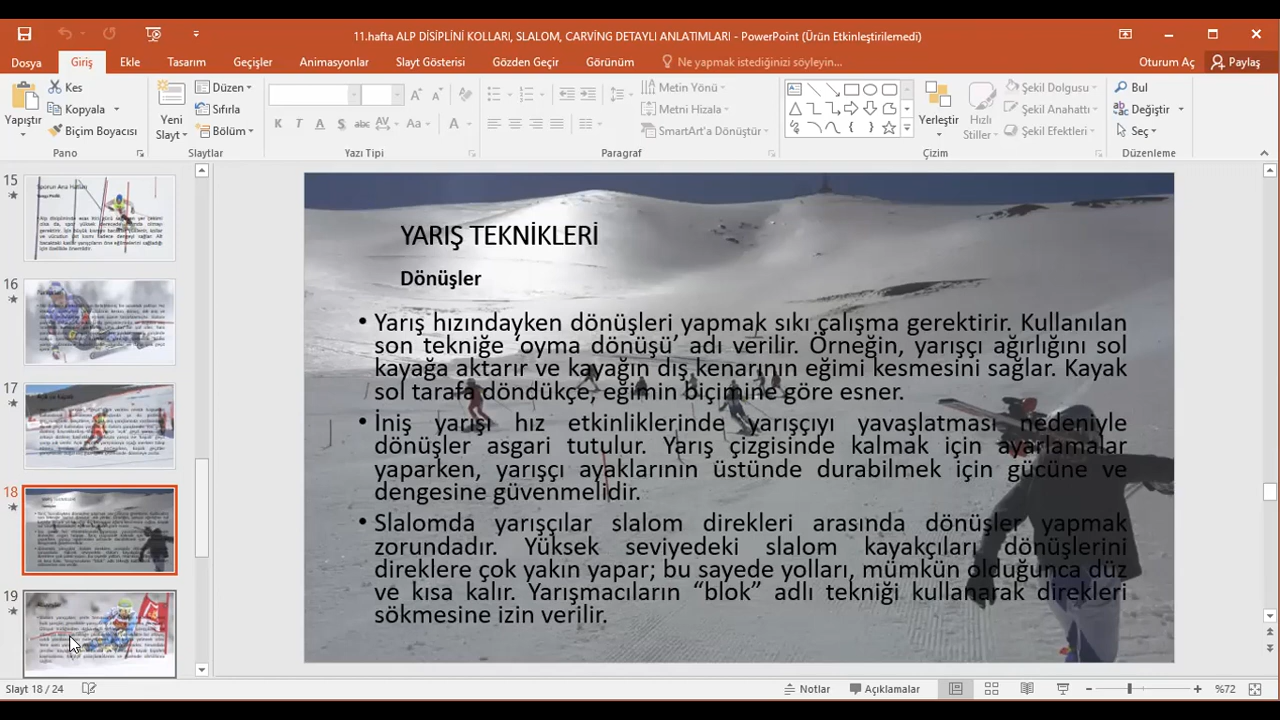 11.hafta ALP DİSİPLİNİ KOLLARI, SLALOM, CARVİNG DETAYLI ANLATIMLARI - PowerPoint (Ürün Etkinleştirilemedi)
Dosya Giriş Ekle Tasarım Geçişler Animasyonlar Slayt Gösterisi Gözden Geçir Görünüm Ne yapmak istediğinizi söyleyin... Oturum Aç Paylaş
Yapıştır
Kes
Kopyala
Biçim Boyacısı
Yeni Slayt
Düzen
Sıfırla
Bölüm
K T A S abc AV Aa A
Metin Yönü
Metni Hizala
SmartArt'a Dönüştür
Yerleştir
Hızlı Stiller
Şekil Dolgusu
Şekil Anahattı
Şekil Efektleri
Bul
Değiştir
Seç
Pano Slaytlar Yazı Tipi Paragraf Çizim Düzenleme
15
Sporun Ana Hatları
16
17
18
19
YARIŞ TEKNİKLERİ
Dönüşler
• Yarış hızındayken dönüşleri yapmak sıkı çalışma gerektirir. Kullanılan
son tekniğe ‘oyma dönüşü’ adı verilir. Örneğin, yarışçı ağırlığını sol
kayağa aktarır ve kayağın dış kenarının eğimi kesmesini sağlar. Kayak
sol tarafa döndükçe, eğimin biçimine göre esner.
• İniş yarışı hız etkinliklerinde yarışçıyı yavaşlatması nedeniyle
dönüşler asgari tutulur. Yarış çizgisinde kalmak için ayarlamalar
yaparken, yarışçı ayaklarının üstünde durabilmek için gücüne ve
dengesine güvenmelidir.
• Slalomda yarışçılar slalom direkleri arasında dönüşler yapmak
zorundadır. Yüksek seviyedeki slalom kayakçıları, dönüşlerini
direklere çok yakın yapar; bu sayede yolları, mümkün olduğunca düz
ve kısa kalır. Yarışmacıların “blok” adlı tekniği kullanarak direkleri
sökmesine izin verilir.
Slayt 18 / 24 Notlar Açıklamalar %72